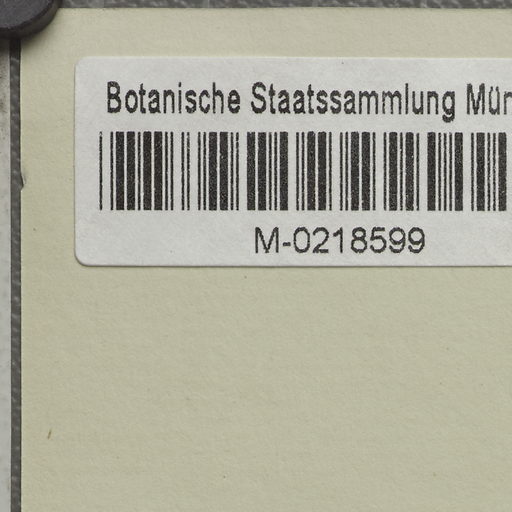 Botanische Staatssammlung Mün
M-0218599